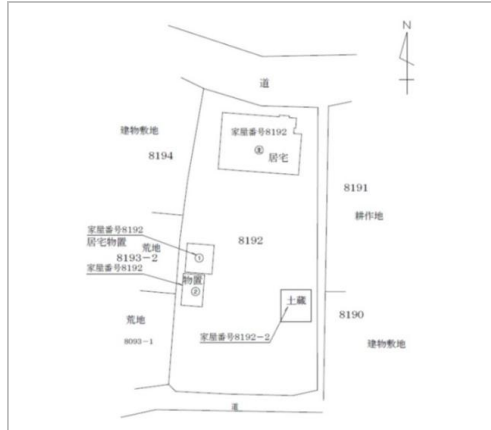 N
道
建物敷地
8194
家屋番号8192
居宅
8191
耕作地
家屋番号8192
居宅物置
荒地
8193-2
①
8192
家屋番号8192
物置
②
土蔵
8190
建物敷地
荒地
8093-1
家屋番号8192-2
道